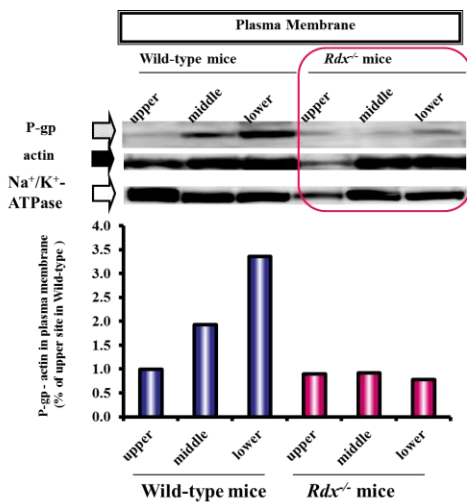 Plasma Membrane
Wild-type mice Rdx-/- mice
upper middle lower upper middle lower
P-gp
actin
Na+/K+-
ATPase
P-gp - actin in plasma membrane
(% of upper site in Wild-type )
4.0
3.5
3.0
2.5
2.0
1.5
1.0
0.5
0.0
upper middle lower upper middle lower
Wild-type mice Rdx-/- mice